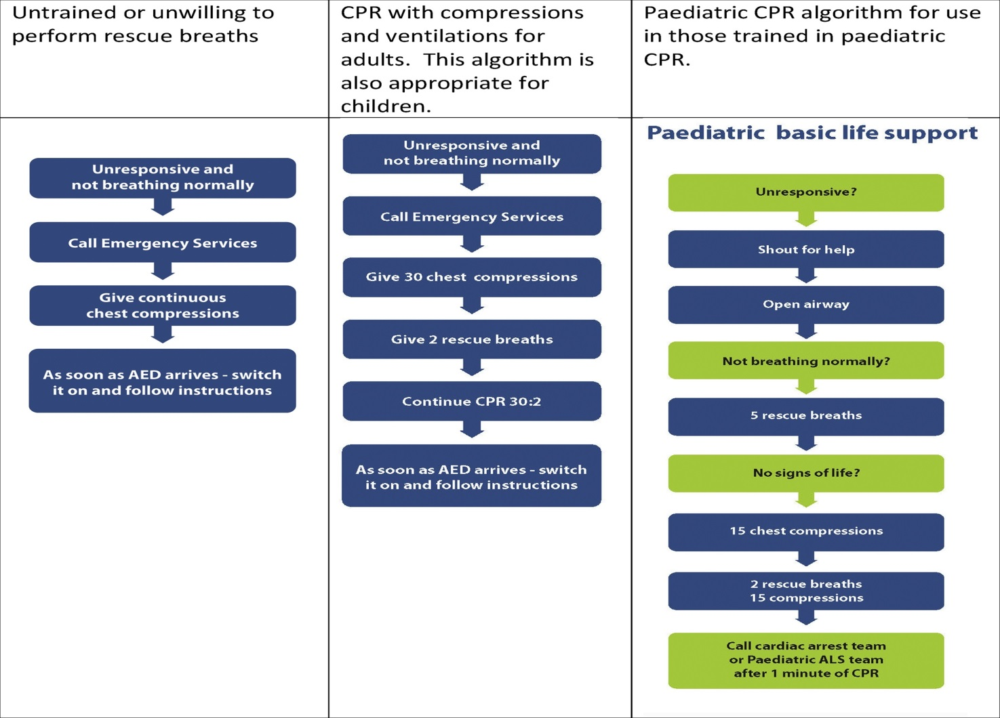 Untrained or unwilling to
perform rescue breaths
Unresponsive and
not breathing normally
Call Emergency Services
Give continuous
chest compressions
As soon as AED arrives - switch
it on and follow instructions
CPR with compressions
and ventilations for
adults.  This algorithm is
also appropriate for
children.
Unresponsive and
not breathing normally
Call Emergency Services
Give 30 chest  compressions
Give 2 rescue breaths
Continue CPR 30:2
As soon as AED arrives - switch
it on and follow instructions
Paediatric CPR algorithm for use
in those trained in paediatric
CPR.
Paediatric  basic life support
Unresponsive?
Shout for help
Open airway
Not breathing normally?
5 rescue breaths
No signs of life?
15 chest compressions
2 rescue breaths
15 compressions
Call cardiac arrest team
or Paediatric ALS team
after 1 minute of CPR